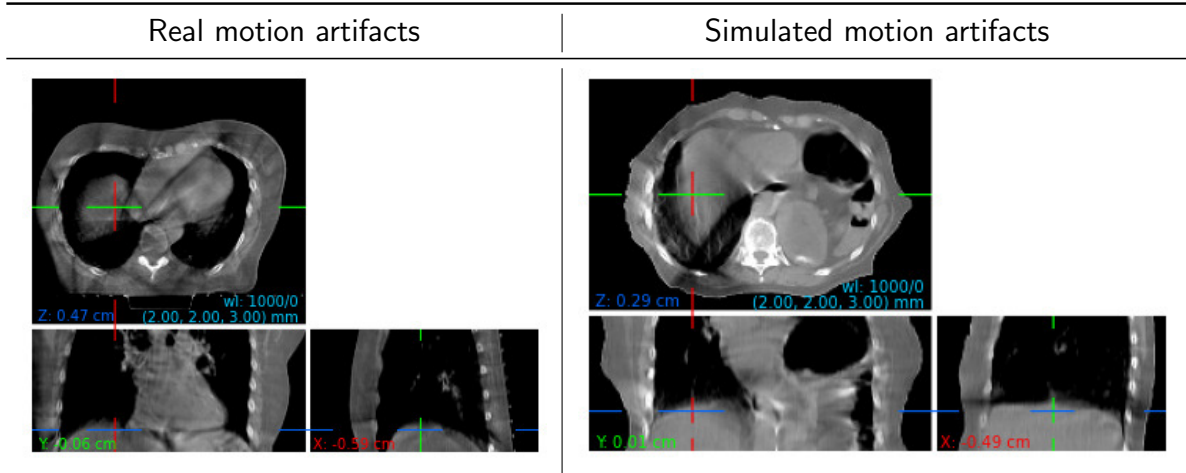 Real motion artifacts
Simulated motion artifacts
wl: 1000/0
Z: 0.47 cm
(2.00, 2.00, 3.00) mm
Y: 0.06 cm
X: -0.59 cm
wl: 1000/0
Z: 0.29 cm
(2.00, 2.00, 3.00) mm
Y: 0.01 cm
X: -0.49 cm